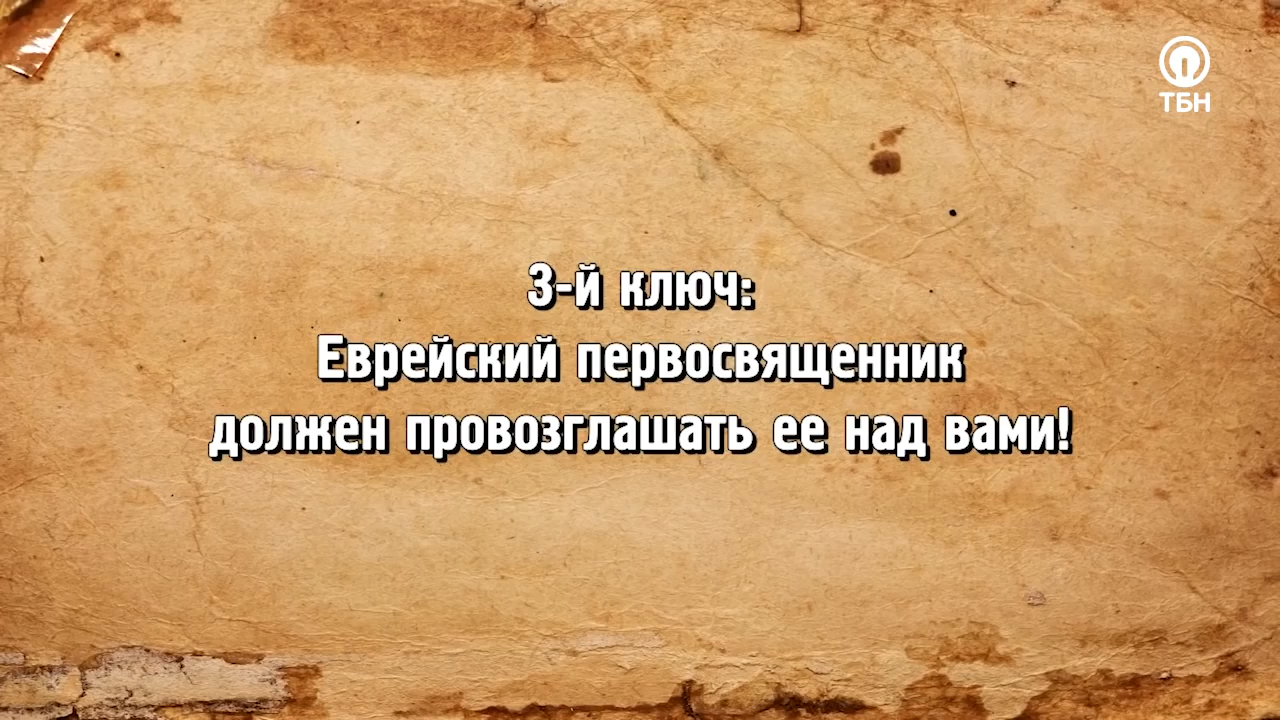 ТБН
3-й ключ:
Еврейский первосвященник
должен провозглашать ее над вами!